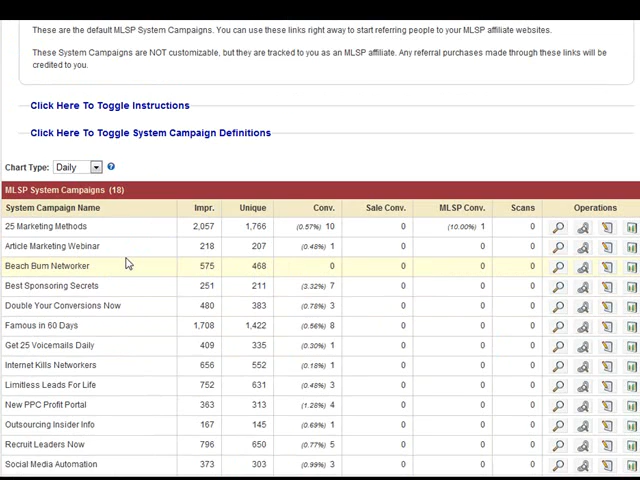 These are the default MLSP System Campaigns. You can use these links right away to start referring people to your MLSP affiliate websites.
These System Campaigns are NOT customizable, but they are tracked to you as an MLSP affiliate. Any referral purchases made through these links will be
credited to you.
Click Here To Toggle Instructions
Click Here To Toggle System Campaign Definitions
Chart Type: Daily ?
MLSP System Campaigns (18)
System Campaign Name Impr. Unique Conv. Sale Conv. MLSP Conv. Scans Operations
25 Marketing Methods 2,057 1,766 (0.57%) 10 0 (10.00%) 1 0
Article Marketing Webinar 218 207 (0.48%) 1 0 0 0
Beach Bum Networker 575 468 0 0 0 0
Best Sponsoring Secrets 251 211 (3.32%) 7 0 0 0
Double Your Conversions Now 480 383 (0.78%) 3 0 0 0
Famous in 60 Days 1,708 1,422 (0.56%) 8 0 0 0
Get 25 Voicemails Daily 409 335 (0.30%) 1 0 0 0
Internet Kills Networkers 656 552 (0.18%) 1 0 0 0
Limitless Leads For Life 752 631 (0.48%) 3 0 0 0
New PPC Profit Portal 363 313 (1.28%) 4 0 0 0
Outsourcing Insider Info 167 145 (0.69%) 1 0 0 0
Recruit Leaders Now 796 650 (0.77%) 5 0 0 0
Social Media Automation 373 303 (0.99%) 3 0 0 0